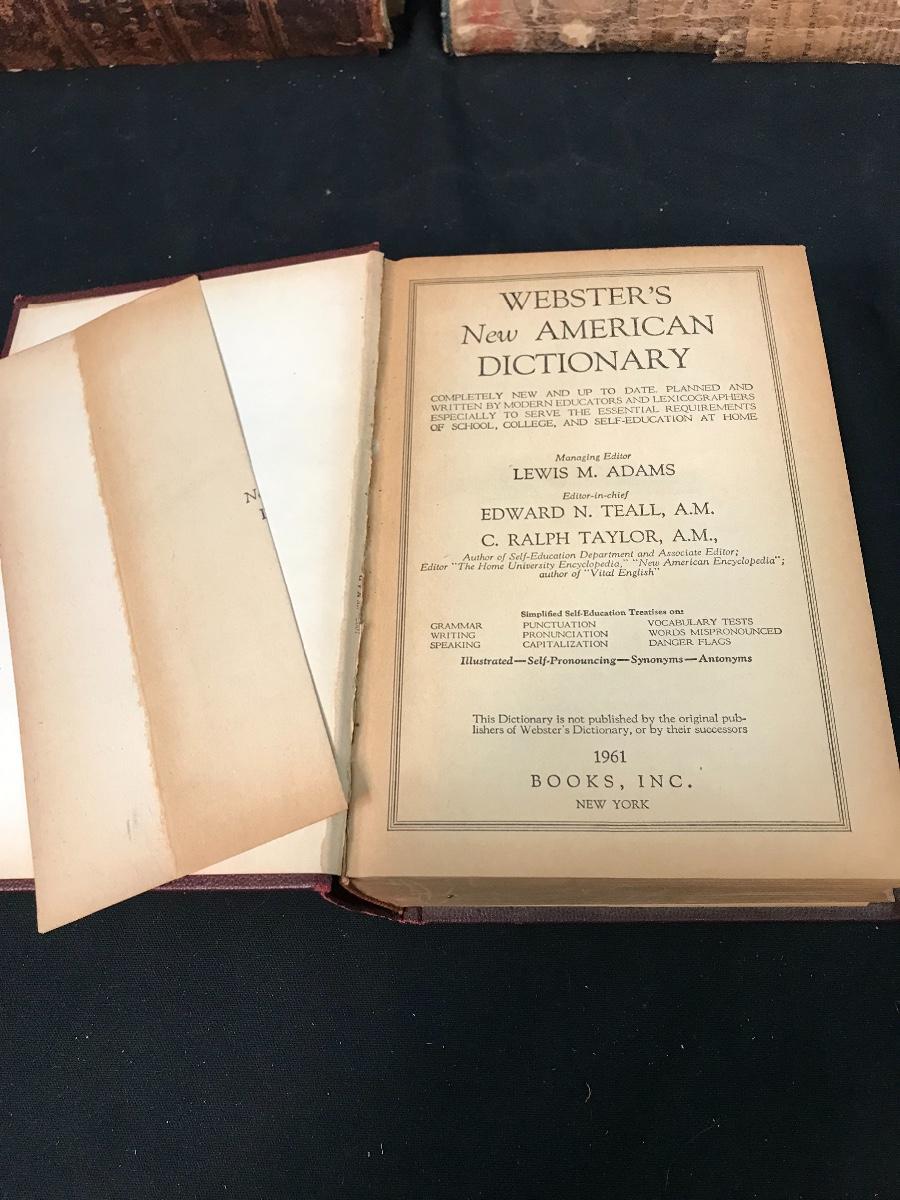 WEBSTER'S
New AMERICAN
DICTIONARY
COMPLETELY NEW AND UP TO DATE. PLANNED AND
WRITTEN BY MODERN EDUCATORS AND LEXICOGRAPHERS
ESPECIALLY TO SERVE THE ESSENTIAL REQUIREMENTS
OF SCHOOL, COLLEGE, AND SELF-EDUCATION AT HOME
Managing Editor
LEWIS M. ADAMS
Editor-in-chief
EDWARD N. TEALL, A.M.
C. RALPH TAYLOR, A.M.,
Author of Self-Education Department and Associate Editor;
Editor "The Home University Encyclopedia," "New American Encyclopedia";
author of "Vital English"
Simplified Self-Education Treatises on:
GRAMMAR PUNCTUATION VOCABULARY TESTS
WRITING PRONUNCIATION WORDS MISPRONOUNCED
SPEAKING CAPITALIZATION DANGER FLAGS
Illustrated—Self-Pronouncing—Synonyms—Antonyms
This Dictionary is not published by the original pub-
lishers of Webster's Dictionary, or by their successors
1961
BOOKS, INC.
NEW YORK